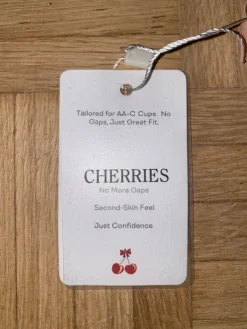 Tailored for AA-C Cups. No
Gaps, Just Great Fit.
CHERRIES
No More Gaps
Second-Skin Feel
Just Confidence